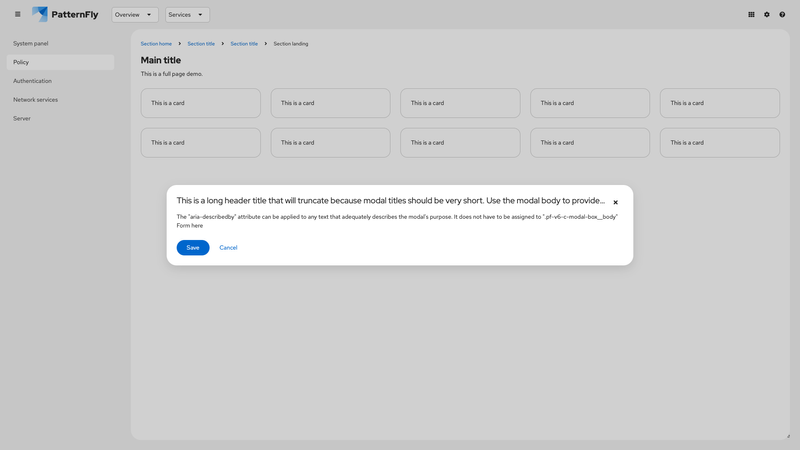 PatternFly
Overview
Services
System panel
Policy
Authentication
Network services
Server
Section home
Section title
Section title
Section landing
Main title
This is a full page demo.
This is a card
This is a card
This is a card
This is a card
This is a card
This is a card
This is a card
This is a card
This is a card
This is a card
This is a long header title that will truncate because modal titles should be very short. Use the modal body to provide...
The "aria-describedby" attribute can be applied to any text that adequately describes the modal's purpose. It does not have to be assigned to ".pf-v6-c-modal-box__body"
Form here
Save
Cancel